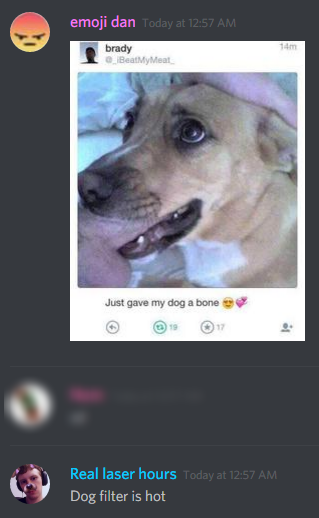 emoji dan Today at 12:57 AM
brady 14m
@_iBeatMyMeat_
Just gave my dog a bone 😍💞
19 17
Real laser hours Today at 12:57 AM
Dog filter is hot